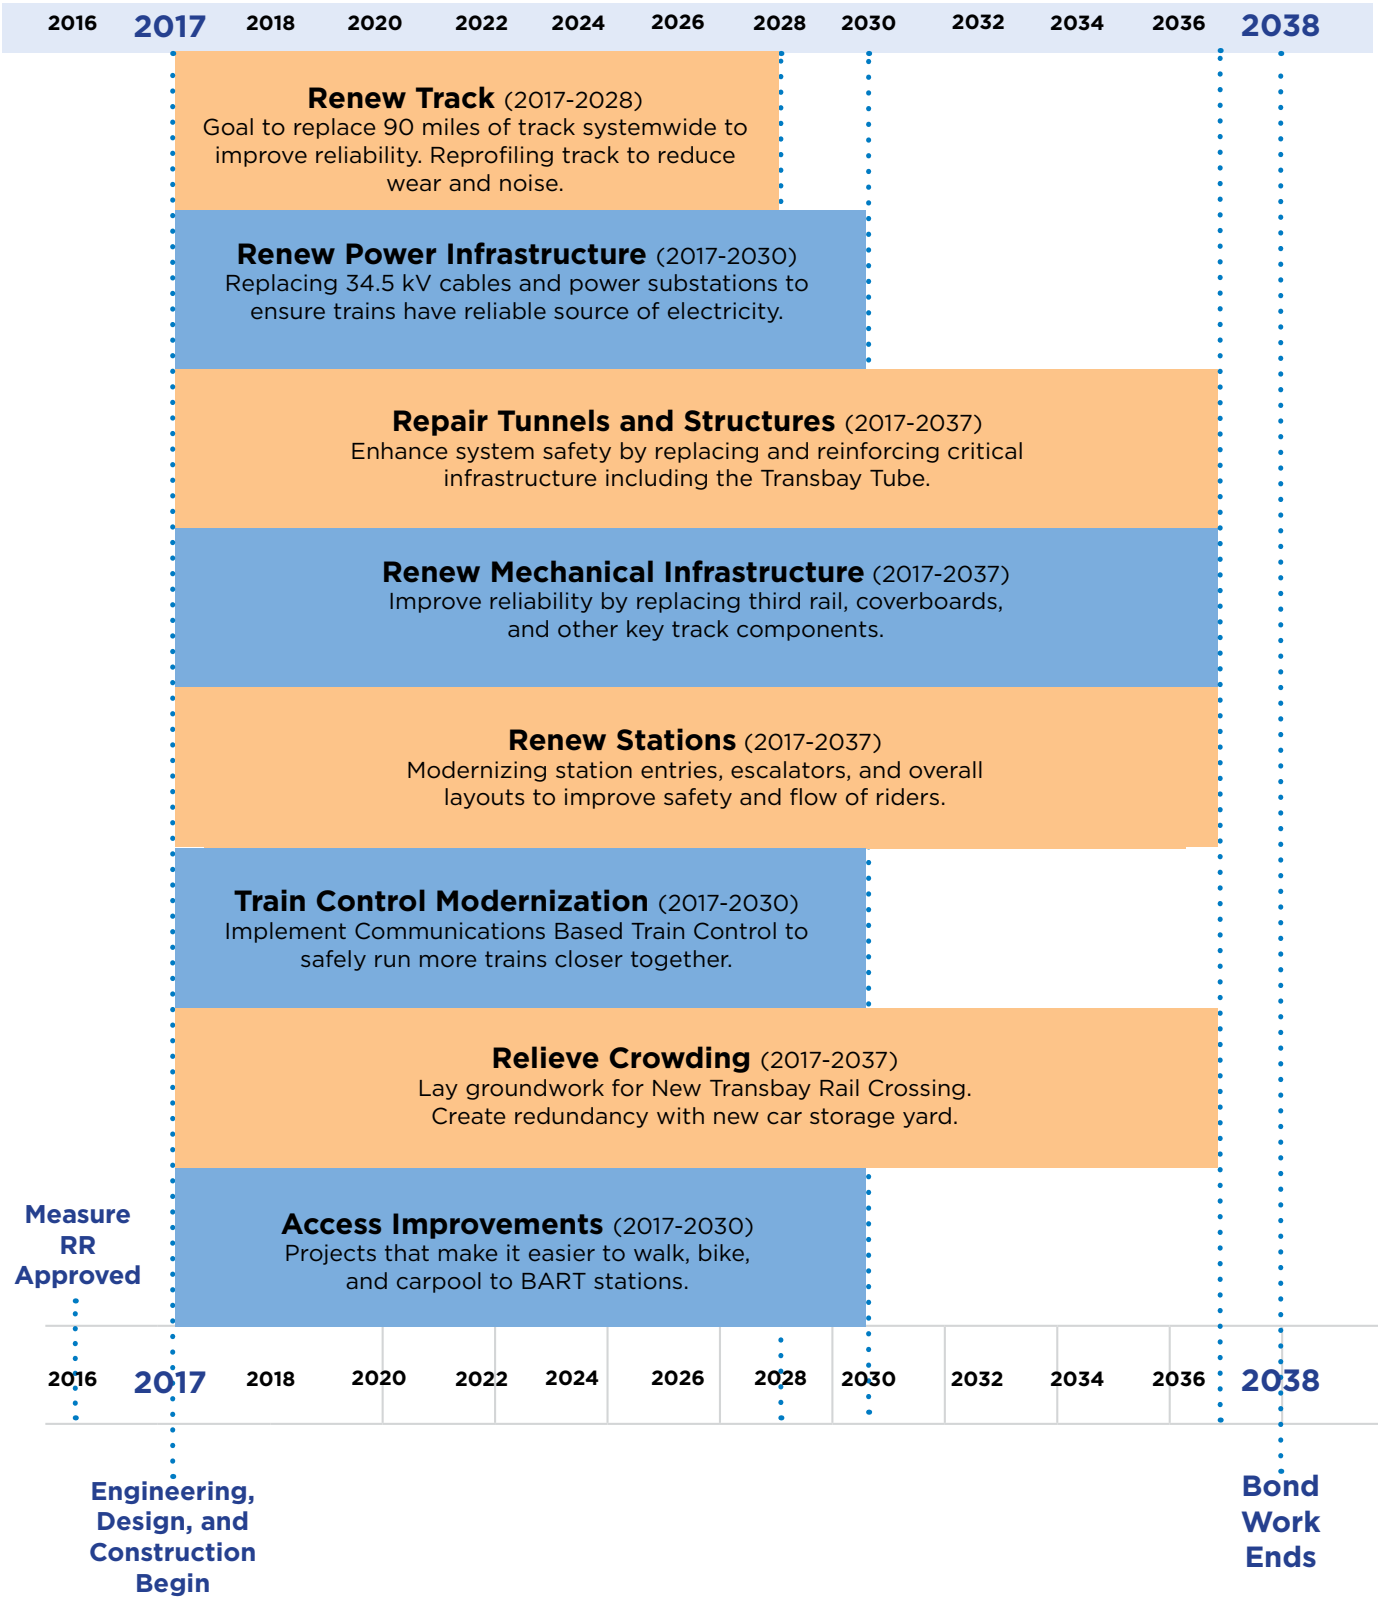 2016 2017 2018 2020 2022 2024 2026 2028 2030 2032 2034 2036 2038
Renew Track (2017-2028)
Goal to replace 90 miles of track systemwide to
improve reliability. Reprofiling track to reduce
wear and noise.
Renew Power Infrastructure (2017-2030)
Replacing 34.5 kV cables and power substations to
ensure trains have reliable source of electricity.
Repair Tunnels and Structures (2017-2037)
Enhance system safety by replacing and reinforcing critical
infrastructure including the Transbay Tube.
Renew Mechanical Infrastructure (2017-2037)
Improve reliability by replacing third rail, coverboards,
and other key track components.
Renew Stations (2017-2037)
Modernizing station entries, escalators, and overall
layouts to improve safety and flow of riders.
Train Control Modernization (2017-2030)
Implement Communications Based Train Control to
safely run more trains closer together.
Relieve Crowding (2017-2037)
Lay groundwork for New Transbay Rail Crossing.
Create redundancy with new car storage yard.
Access Improvements (2017-2030)
Projects that make it easier to walk, bike,
and carpool to BART stations.
Measure
RR
Approved
2016 2017 2018 2020 2022 2024 2026 2028 2030 2032 2034 2036 2038
Engineering,
Design, and
Construction
Begin
Bond
Work
Ends